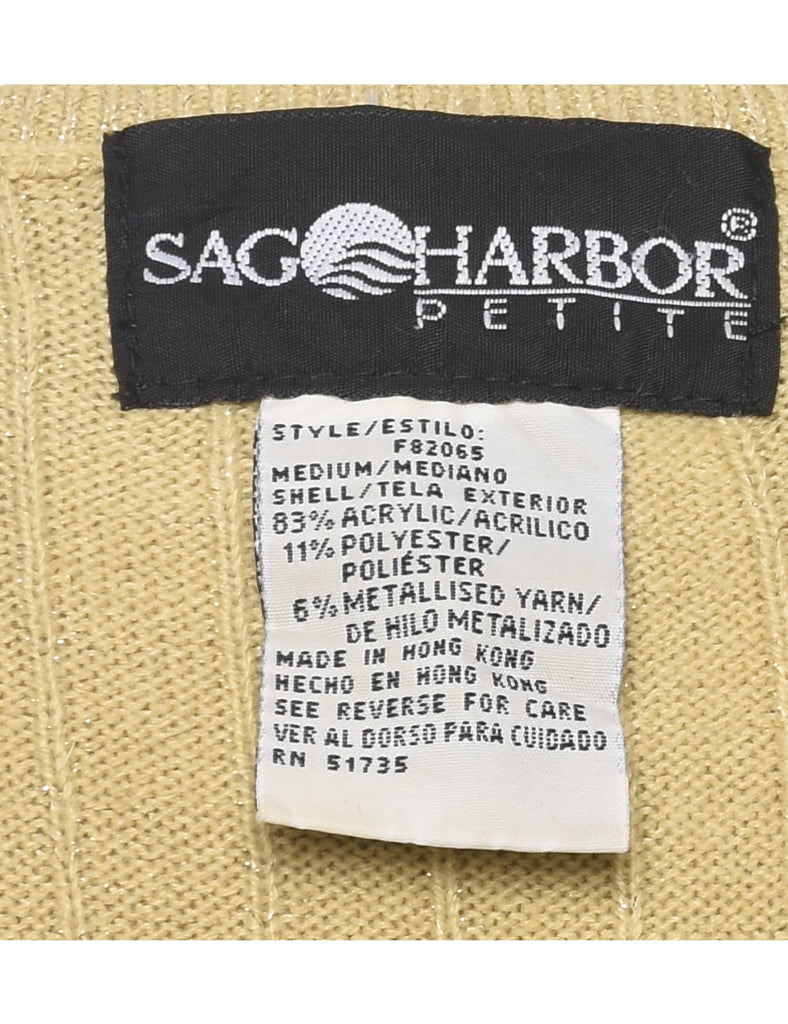 SAG HARBOR®
PETITE
STYLE/ESTILO:
F82065
MEDIUM/MEDIANO
SHELL/TELA EXTERIOR
83% ACRYLIC/ACRILICO
11% POLYESTER/
POLIÉSTER
6% METALLISED YARN/
DE HILO METALIZADO
MADE IN HONG KONG
HECHO EN HONG KONG
SEE REVERSE FOR CARE
VER AL DORSO PARA CUIDADO
RN 51735